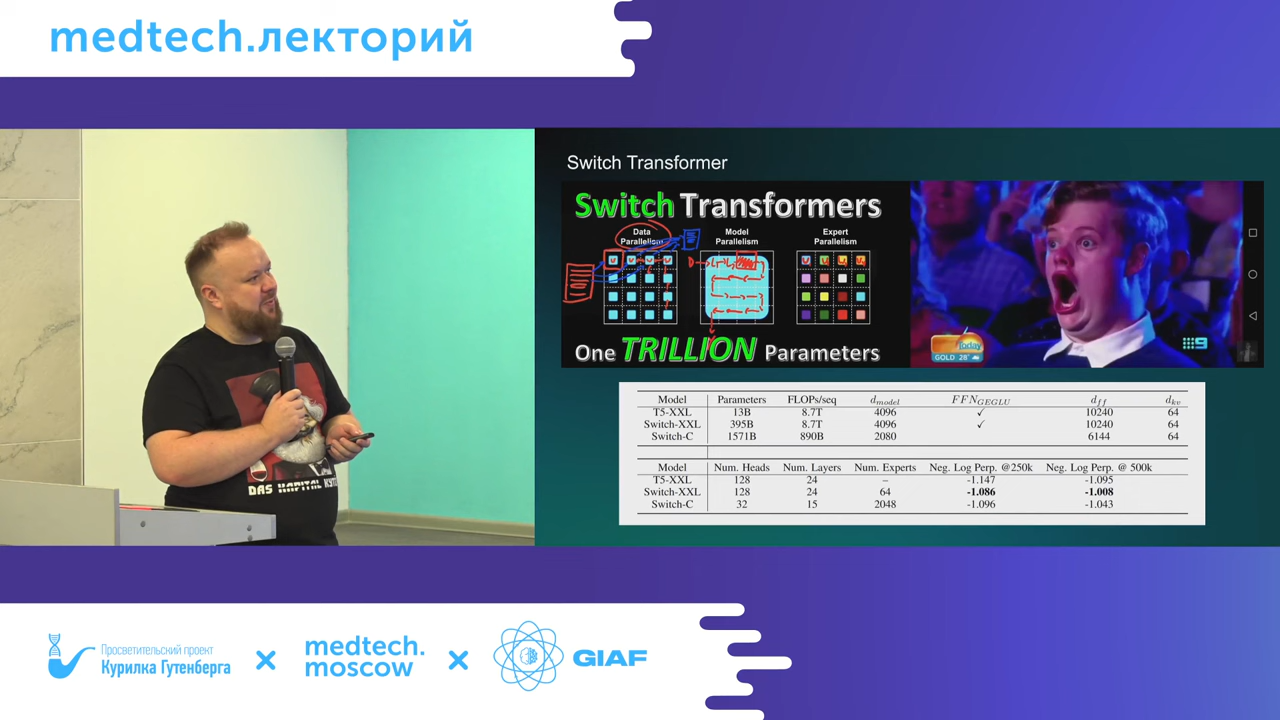 medtech.лекторий
Switch Transformer
Switch Transformers
Data Parallelism
Model Parallelism
Expert Parallelism
One TRILLION Parameters
Today
GOLD 28°
9
Model Parameters FLOPs/seq d_model FFN_GEGLU d_ff d_kv
T5-XXL 13B 8.7T 4096 ✓ 10240 64
Switch-XXL 395B 8.7T 4096 ✓ 10240 64
Switch-C 1571B 890B 2080 6144 64
Model Num. Heads Num. Layers Num. Experts Neg. Log Perp. @250k Neg. Log Perp. @ 500k
T5-XXL 128 24 – -1.147 -1.095
Switch-XXL 128 24 64 -1.086 -1.008
Switch-C 32 15 2048 -1.096 -1.043
DAS KAPITAL
Просветительский проект
Курилка Гутенберга
medtech.
moscow
GIAF